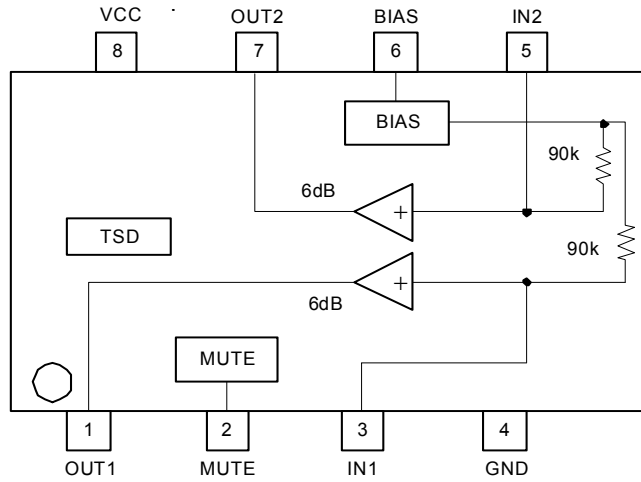 VCC OUT2 BIAS IN2
8 7 6 5
BIAS
90k
6dB
+
TSD
90k
+
6dB
MUTE
1 2 3 4
OUT1 MUTE IN1 GND